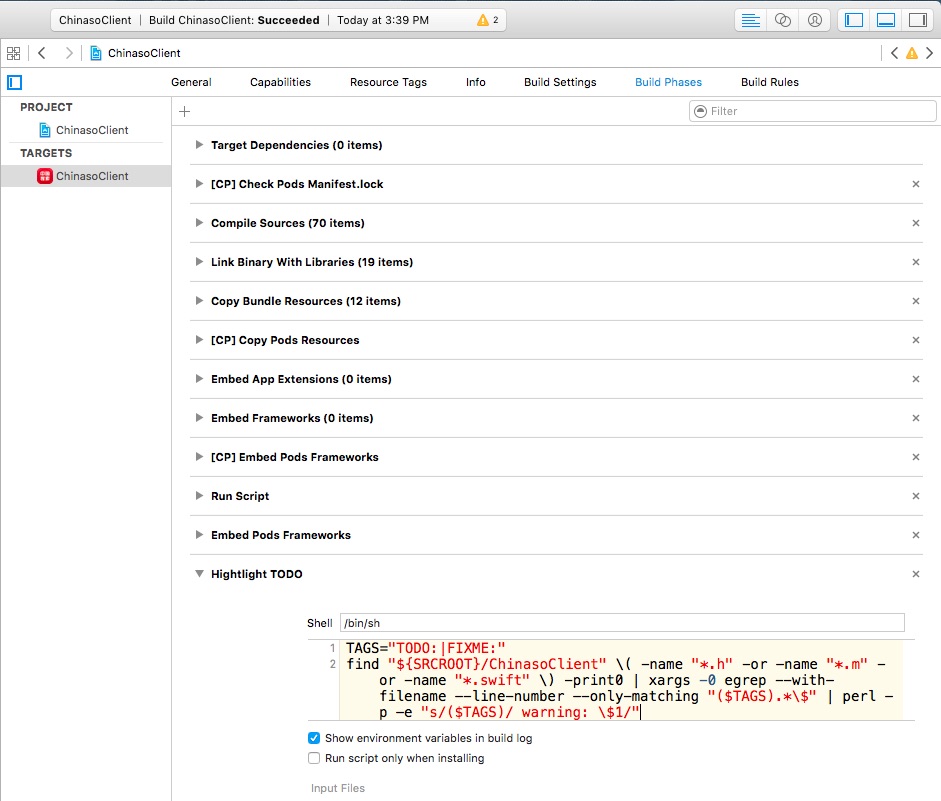 ChinasoClient | Build ChinasoClient: Succeeded | Today at 3:39 PM 2
ChinasoClient
General Capabilities Resource Tags Info Build Settings Build Phases Build Rules
PROJECT
ChinasoClient
TARGETS
ChinasoClient
Filter
Target Dependencies (0 items)
[CP] Check Pods Manifest.lock
Compile Sources (70 items)
Link Binary With Libraries (19 items)
Copy Bundle Resources (12 items)
[CP] Copy Pods Resources
Embed App Extensions (0 items)
Embed Frameworks (0 items)
[CP] Embed Pods Frameworks
Run Script
Embed Pods Frameworks
Hightlight TODO
Shell /bin/sh
1 TAGS="TODO:|FIXME:"
2 find "${SRCROOT}/ChinasoClient" \( -name "*.h" -or -name "*.m" -
or -name "*.swift" \) -print0 | xargs -0 egrep --with-
filename --line-number --only-matching "($TAGS).*\$" | perl -
p -e "s/($TAGS)/ warning: \$1/"
Show environment variables in build log
Run script only when installing
Input Files